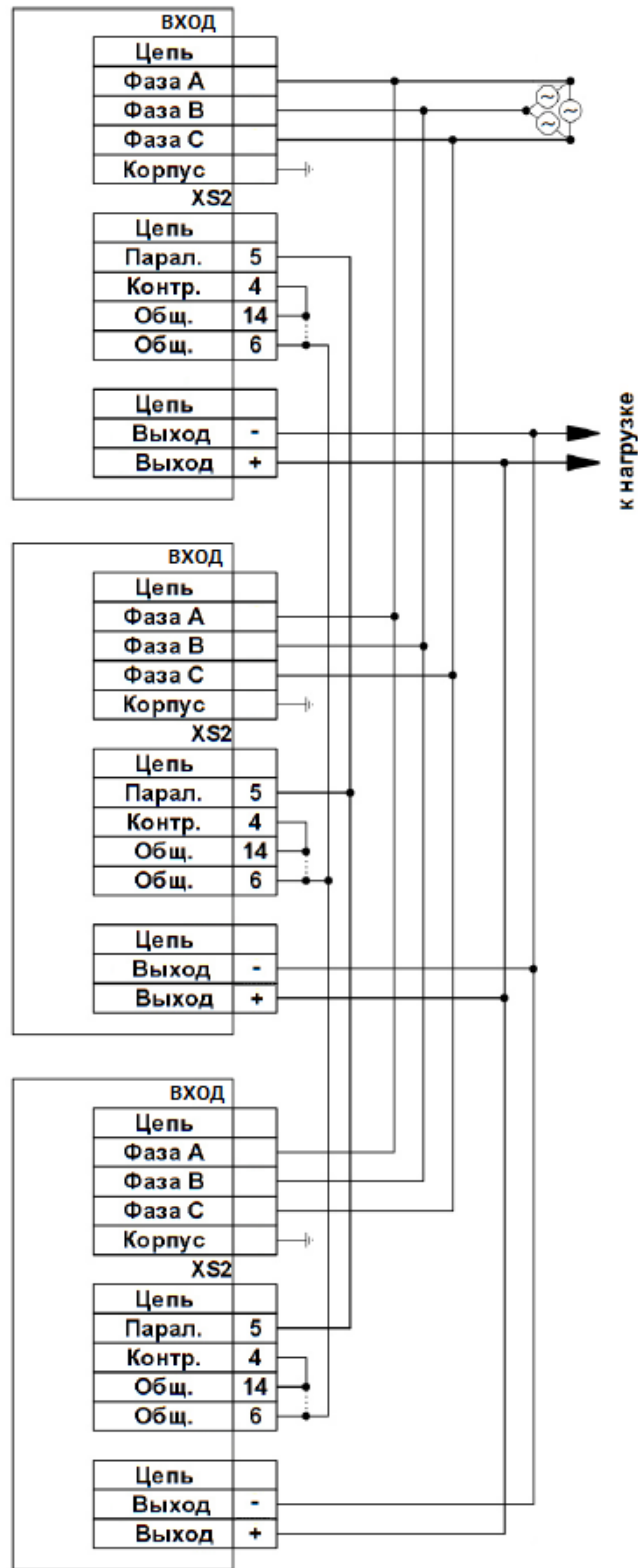 ВХОД
Цепь
Фаза А
Фаза В
Фаза С
Корпус
XS2
Цепь
Парал. 5
Контр. 4
Общ. 14
Общ. 6
Цепь
Выход -
Выход +
к нагрузке
ВХОД
Цепь
Фаза А
Фаза В
Фаза С
Корпус
XS2
Цепь
Парал. 5
Контр. 4
Общ. 14
Общ. 6
Цепь
Выход -
Выход +
ВХОД
Цепь
Фаза А
Фаза В
Фаза С
Корпус
XS2
Цепь
Парал. 5
Контр. 4
Общ. 14
Общ. 6
Цепь
Выход -
Выход +